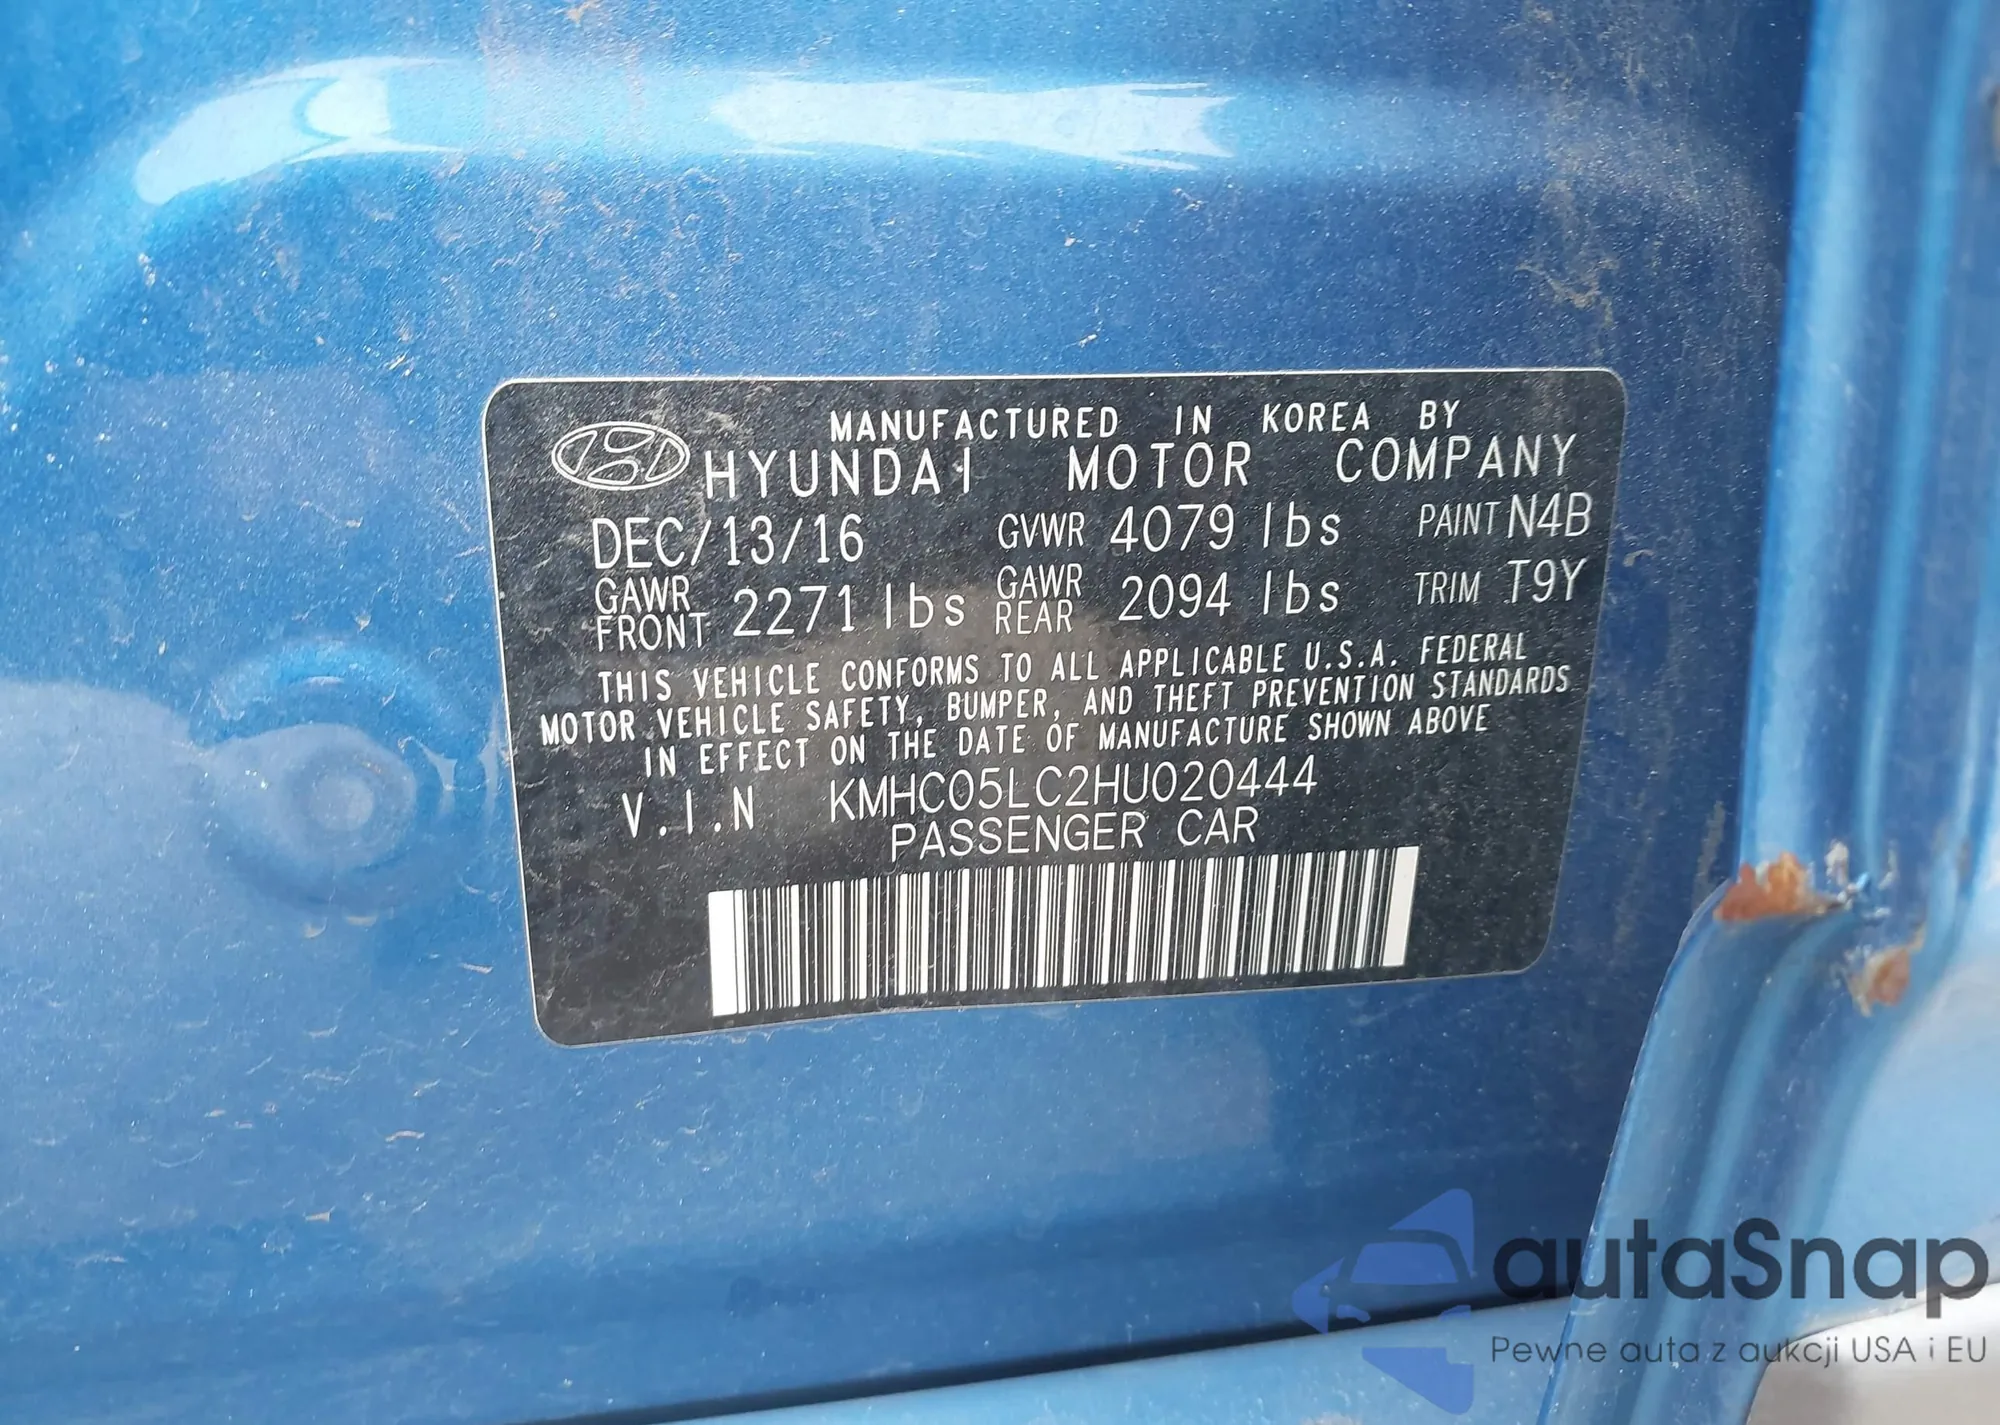 MANUFACTURED IN KOREA BY
HYUNDAI MOTOR COMPANY
DEC/13/16 GVWR 4079 lbs PAINT N4B
GAWR FRONT 2271 lbs GAWR REAR 2094 lbs TRIM T9Y
THIS VEHICLE CONFORMS TO ALL APPLICABLE U.S.A. FEDERAL
MOTOR VEHICLE SAFETY, BUMPER, AND THEFT PREVENTION STANDARDS
IN EFFECT ON THE DATE OF MANUFACTURE SHOWN ABOVE
V.I.N KMHC05LC2HU020444
PASSENGER CAR
autaSnap
Pewne auta z aukcji USA i EU